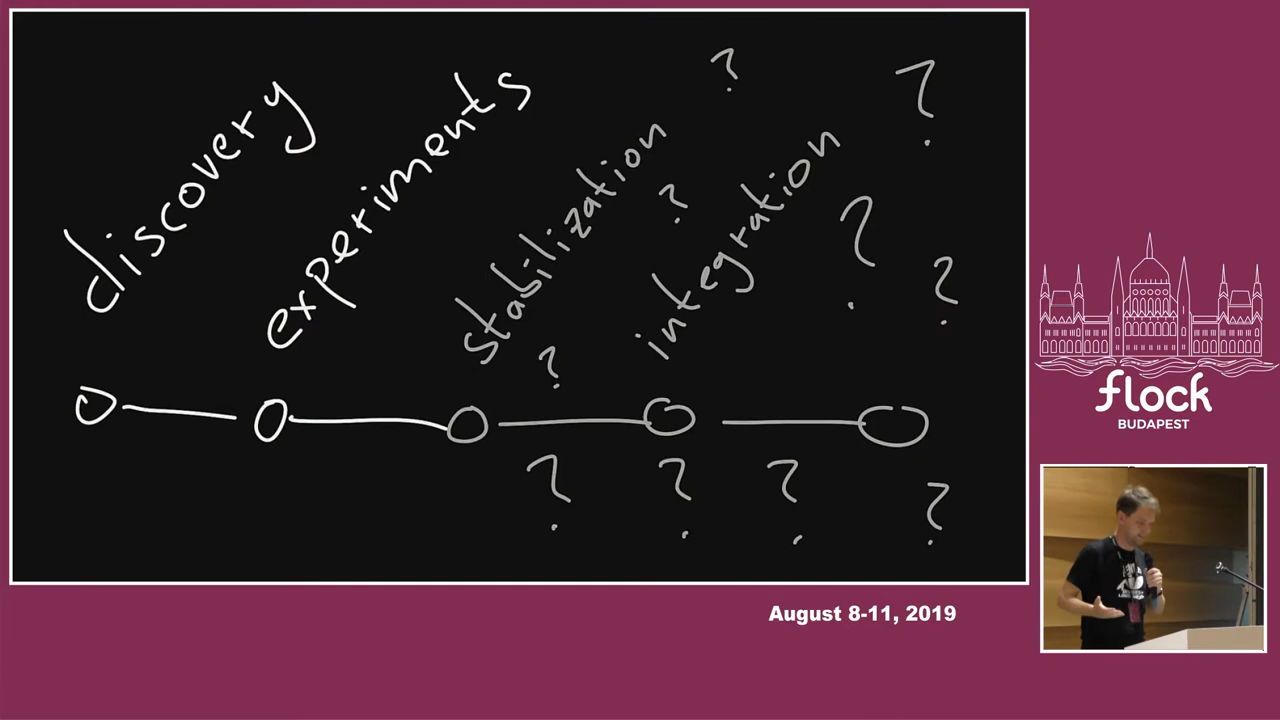 discovery
experiments
stabilization
integration
?
?
?
?
?
?
?
?
?
?
flock
BUDAPEST
August 8-11, 2019